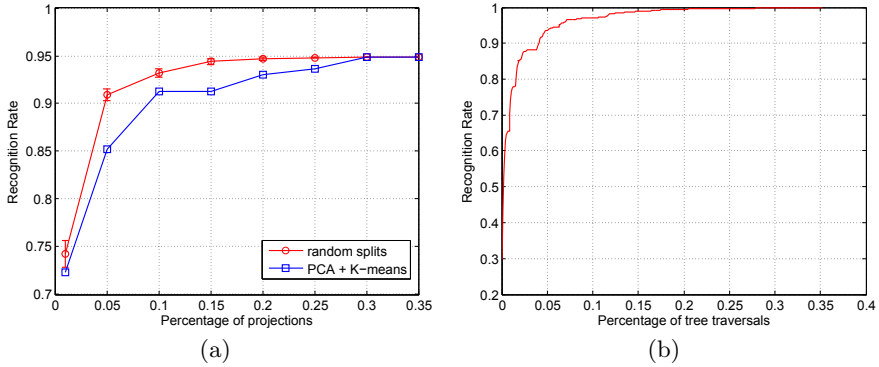 1
0.95
0.9
0.85
0.8
0.75
0.7
Recognition Rate
0 0.05 0.1 0.15 0.2 0.25 0.3 0.35
Percentage of projections
random splits
PCA + K−means
(a)
1
0.9
0.8
0.7
0.6
0.5
0.4
0.3
0.2
Recognition Rate
0 0.05 0.1 0.15 0.2 0.25 0.3 0.35 0.4
Percentage of tree traversals
(b)